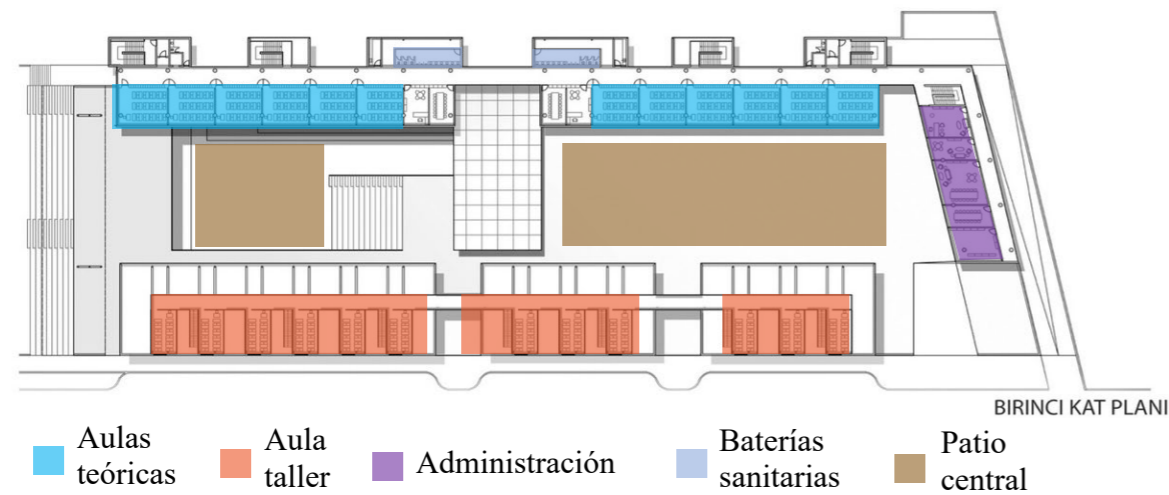 BIRINCI KAT PLANI
Aulas
teóricas
Aula
taller
Administración
Baterías
sanitarias
Patio
central